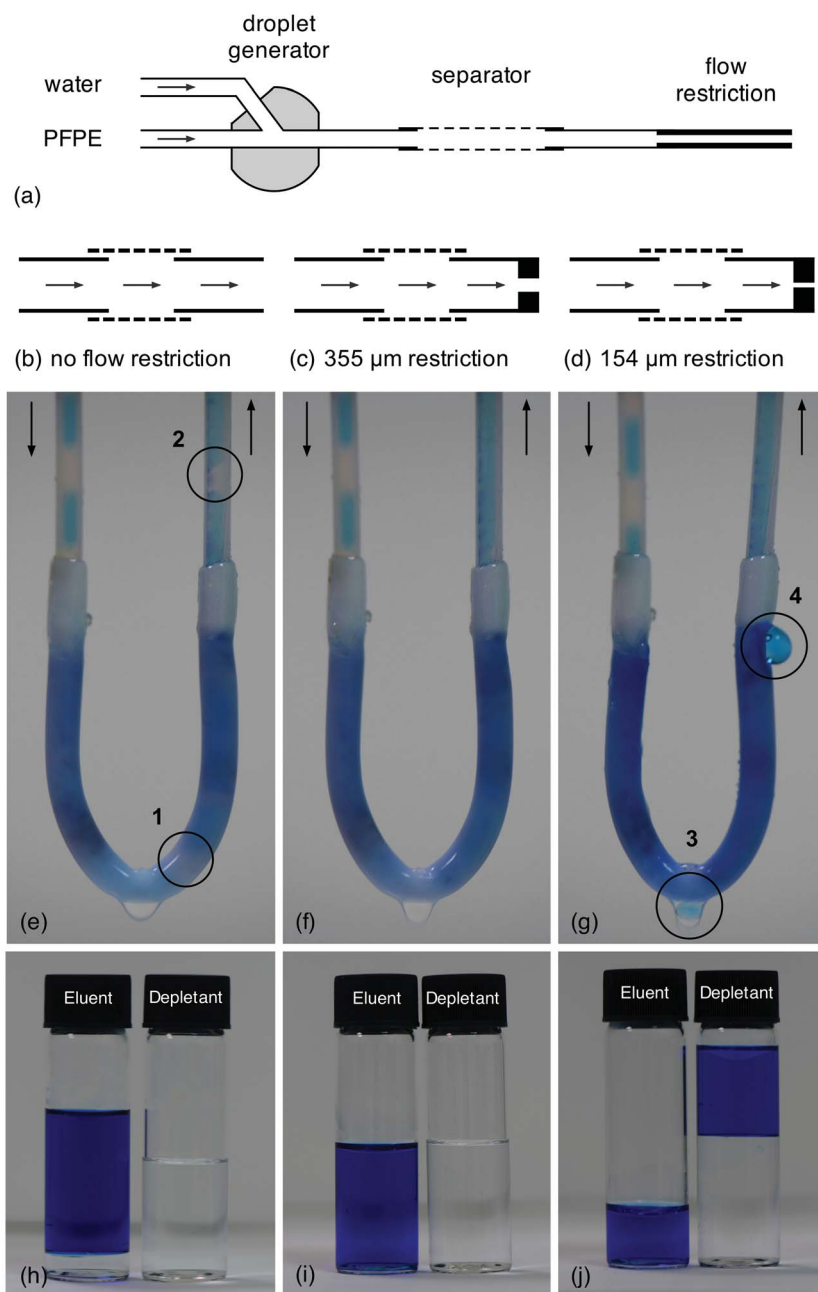 droplet
generator
water
separator
flow
restriction
PFPE
(a)
(b) no flow restriction
(c) 355 μm restriction
(d) 154 μm restriction
2
1
(e)
(f)
4
3
(g)
Eluent
Depletant
(h)
Eluent
Depletant
(i)
Eluent
Depletant
(j)